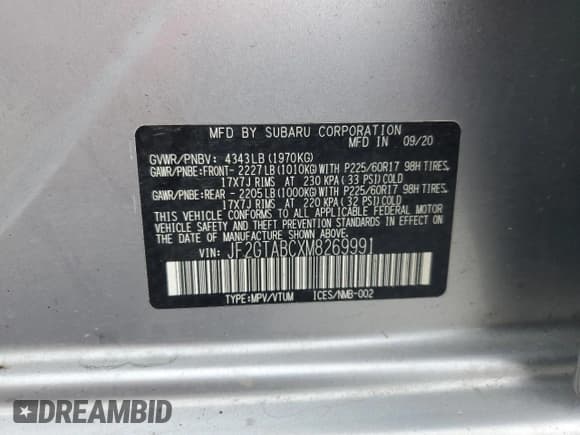 MFD BY SUBARU CORPORATION
MFD IN 09/20
GVWR/PNBV: 4343LB(1970KG)
GAWR/PNBE:FRONT- 2227LB(1010KG)WITH P225/60R17 98H TIRES,
17X7J RIMS AT 230 KPA(33 PSI)COLD
GAWR/PNBE:REAR - 2205LB(1000KG)WITH P225/60R17 98H TIRES,
17X7J RIMS AT 220 KPA(32 PSI)COLD
THIS VEHICLE CONFORMS TO ALL APPLICABLE FEDERAL MOTOR
VEHICLE SAFETY STANDARDS IN EFFECT ON THE
DATE OF MANUFACTURE SHOWN ABOVE.
VIN: JF2GTABCXM8269991
TYPE:MPV/VTUM ICES/NMB-002
DREAMBID